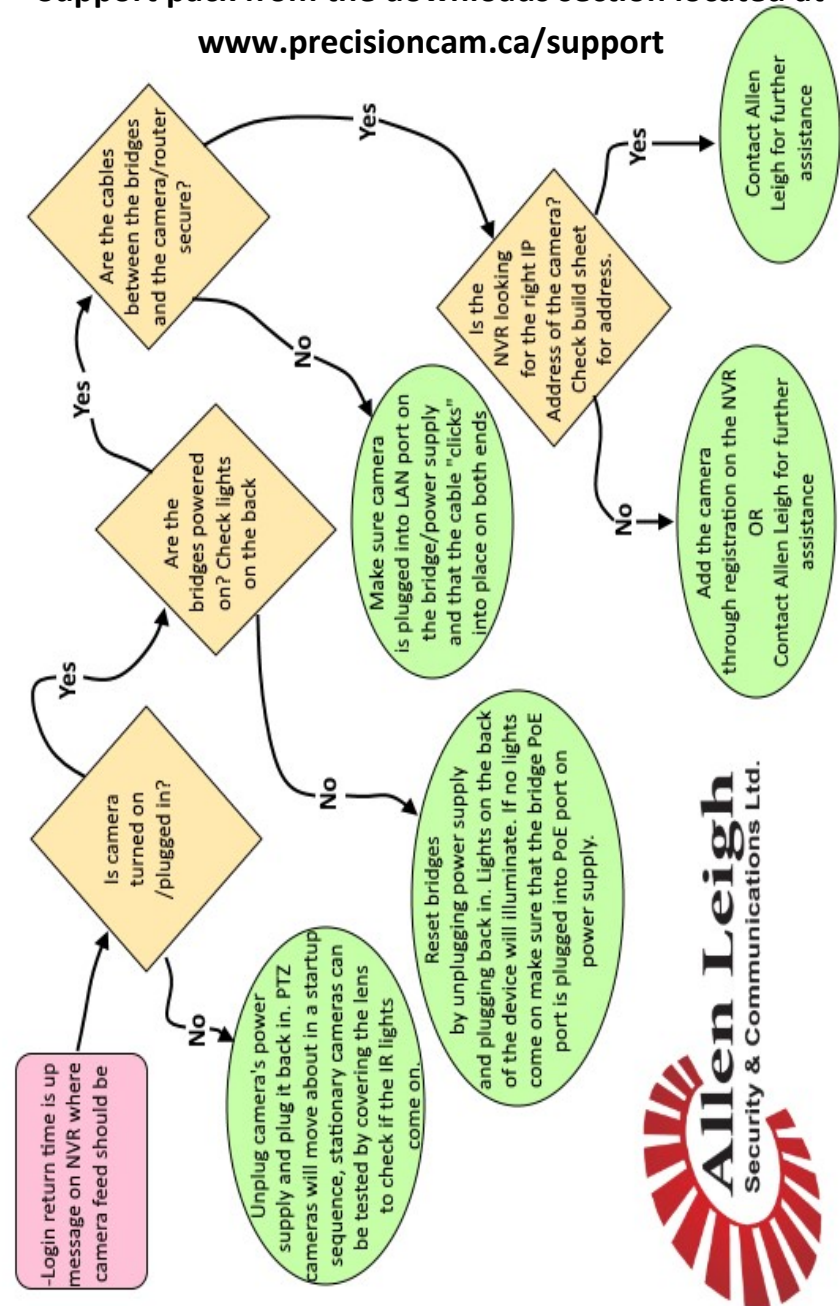 support pack from the downloads section located at
www.precisioncam.ca/support
-Login return time is up
message on NVR where
camera feed should be
Is camera
turned on
/plugged in?
Yes
No
Unplug camera's power
supply and plug it back in. PTZ
cameras will move about in a startup
sequence, stationary cameras can
be tested by covering the lens
to check if the IR lights
come on.
Are the
bridges powered
on? Check lights
on the back
Yes
No
Reset bridges
by unplugging power supply
and plugging back in. Lights on the back
of the device will illuminate. If no lights
come on make sure that the bridge PoE
port is plugged into PoE port on
power supply.
Are the cables
between the bridges
and the camera/router
secure?
Yes
No
Make sure camera
is plugged into LAN port on
the bridge/power supply
and that the cable "clicks"
into place on both ends
Is the
NVR looking
for the right IP
Address of the camera?
Check build sheet
for address.
Yes
No
Contact Allen
Leigh for further
assistance
Add the camera
through registration on the NVR
OR
Contact Allen Leigh for further
assistance
Allen Leigh
Security & Communications Ltd.